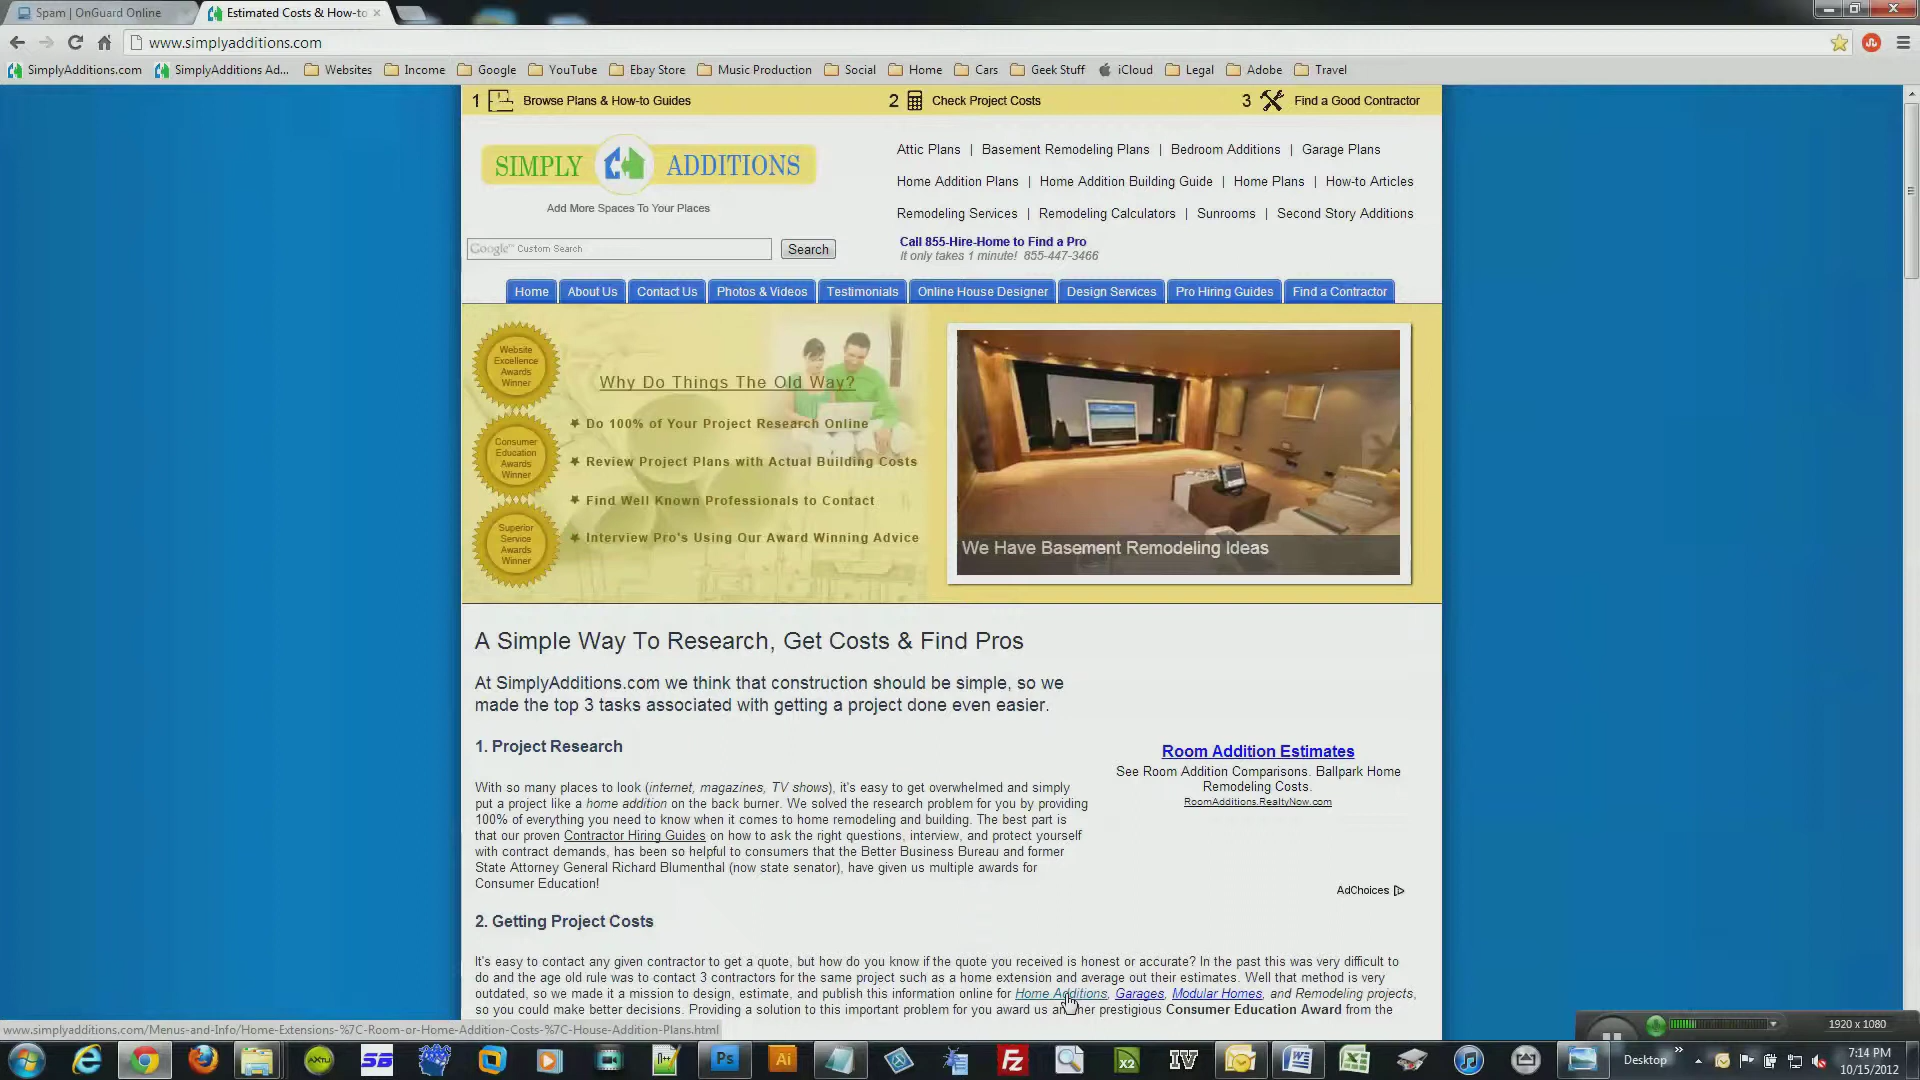 Spam | OnGuard Online
Estimated Costs & How-to
www.simplyadditions.com
SimplyAdditions.com
SimplyAdditions Ad...
Websites
Income
Google
YouTube
Ebay Store
Music Production
Social
Home
Cars
Geek Stuff
iCloud
Legal
Adobe
Travel
1 Browse Plans & How-to Guides
2 Check Project Costs
3 Find a Good Contractor
SIMPLY ADDITIONS
Add More Spaces To Your Places
Attic Plans | Basement Remodeling Plans | Bedroom Additions | Garage Plans
Home Addition Plans | Home Addition Building Guide | Home Plans | How-to Articles
Remodeling Services | Remodeling Calculators | Sunrooms | Second Story Additions
Google™ Custom Search
Search
Call 855-Hire-Home to Find a Pro
It only takes 1 minute! 855-447-3466
Home
About Us
Contact Us
Photos & Videos
Testimonials
Online House Designer
Design Services
Pro Hiring Guides
Find a Contractor
Website
Excellence
Awards
Winner
Consumer
Education
Awards
Winner
Superior
Service
Awards
Winner
Why Do Things The Old Way?
Do 100% of Your Project Research Online
Review Project Plans with Actual Building Costs
Find Well Known Professionals to Contact
Interview Pro's Using Our Award Winning Advice
We Have Basement Remodeling Ideas
A Simple Way To Research, Get Costs & Find Pros
At SimplyAdditions.com we think that construction should be simple, so we
made the top 3 tasks associated with getting a project done even easier.
1. Project Research
With so many places to look (internet, magazines, TV shows), it's easy to get overwhelmed and simply
put a project like a home addition on the back burner. We solved the research problem for you by providing
100% of everything you need to know when it comes to home remodeling and building. The best part is
that our proven Contractor Hiring Guides on how to ask the right questions, interview, and protect yourself
with contract demands, has been so helpful to consumers that the Better Business Bureau and former
State Attorney General Richard Blumenthal (now state senator), have given us multiple awards for
Consumer Education!
Room Addition Estimates
See Room Addition Comparisons. Ballpark Home
Remodeling Costs.
RoomAdditions.RealtyNow.com
AdChoices
2. Getting Project Costs
It's easy to contact any given contractor to get a quote, but how do you know if the quote you received is honest or accurate? In the past this was very difficult to
do and the age old rule was to contact 3 contractors for the same project such as a home extension and average out their estimates. Well that method is very
outdated, so we made it a mission to design, estimate, and publish this information online for Home Additions, Garages, Modular Homes, and Remodeling projects,
so you could make better decisions. Providing a solution to this important problem for you award us another prestigious Consumer Education Award from the
www.simplyadditions.com/Menus-and-Info/Home-Extensions-%7C-Room-or-Home-Addition-Costs-%7C-House-Addition-Plans.html
1920 x 1080
Ps
Ai
Fz
X2
IV
Desktop
7:14 PM
10/15/2012